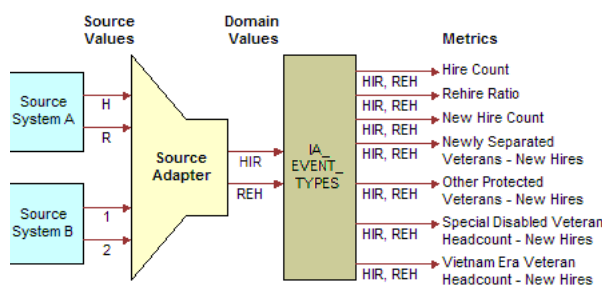 Source
Values
Domain
Values
Metrics
Source
System A
H
R
Source
System B
1
2
Source
Adapter
HIR
REH
IA_
EVENT_
TYPES
HIR, REH
Hire Count
HIR, REH
Rehire Ratio
HIR, REH
New Hire Count
HIR, REH
Newly Separated
Veterans - New Hires
HIR, REH
Other Protected
Veterans - New Hires
HIR, REH
Special Disabled Veteran
Headcount - New Hires
HIR, REH
Vietnam Era Veteran
Headcount - New Hires